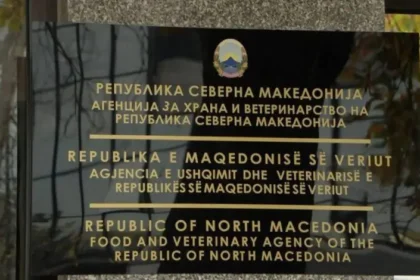 РЕПУБЛИКА СЕВЕРНА МАКЕДОНИЈА
АГЕНЦИЈА ЗА ХРАНА И ВЕТЕРИНАРСТВО НА
РЕПУБЛИКА СЕВЕРНА МАКЕДОНИЈА
REPUBLIKA E MAQEDONISË SË VERIUT
AGJENCIA E USHQIMIT DHE VETERINARISË E
REPUBLIKËS SË MAQEDONISË SË VERIUT
REPUBLIC OF NORTH MACEDONIA
FOOD AND VETERINARY AGENCY OF THE
REPUBLIC OF NORTH MACEDONIA